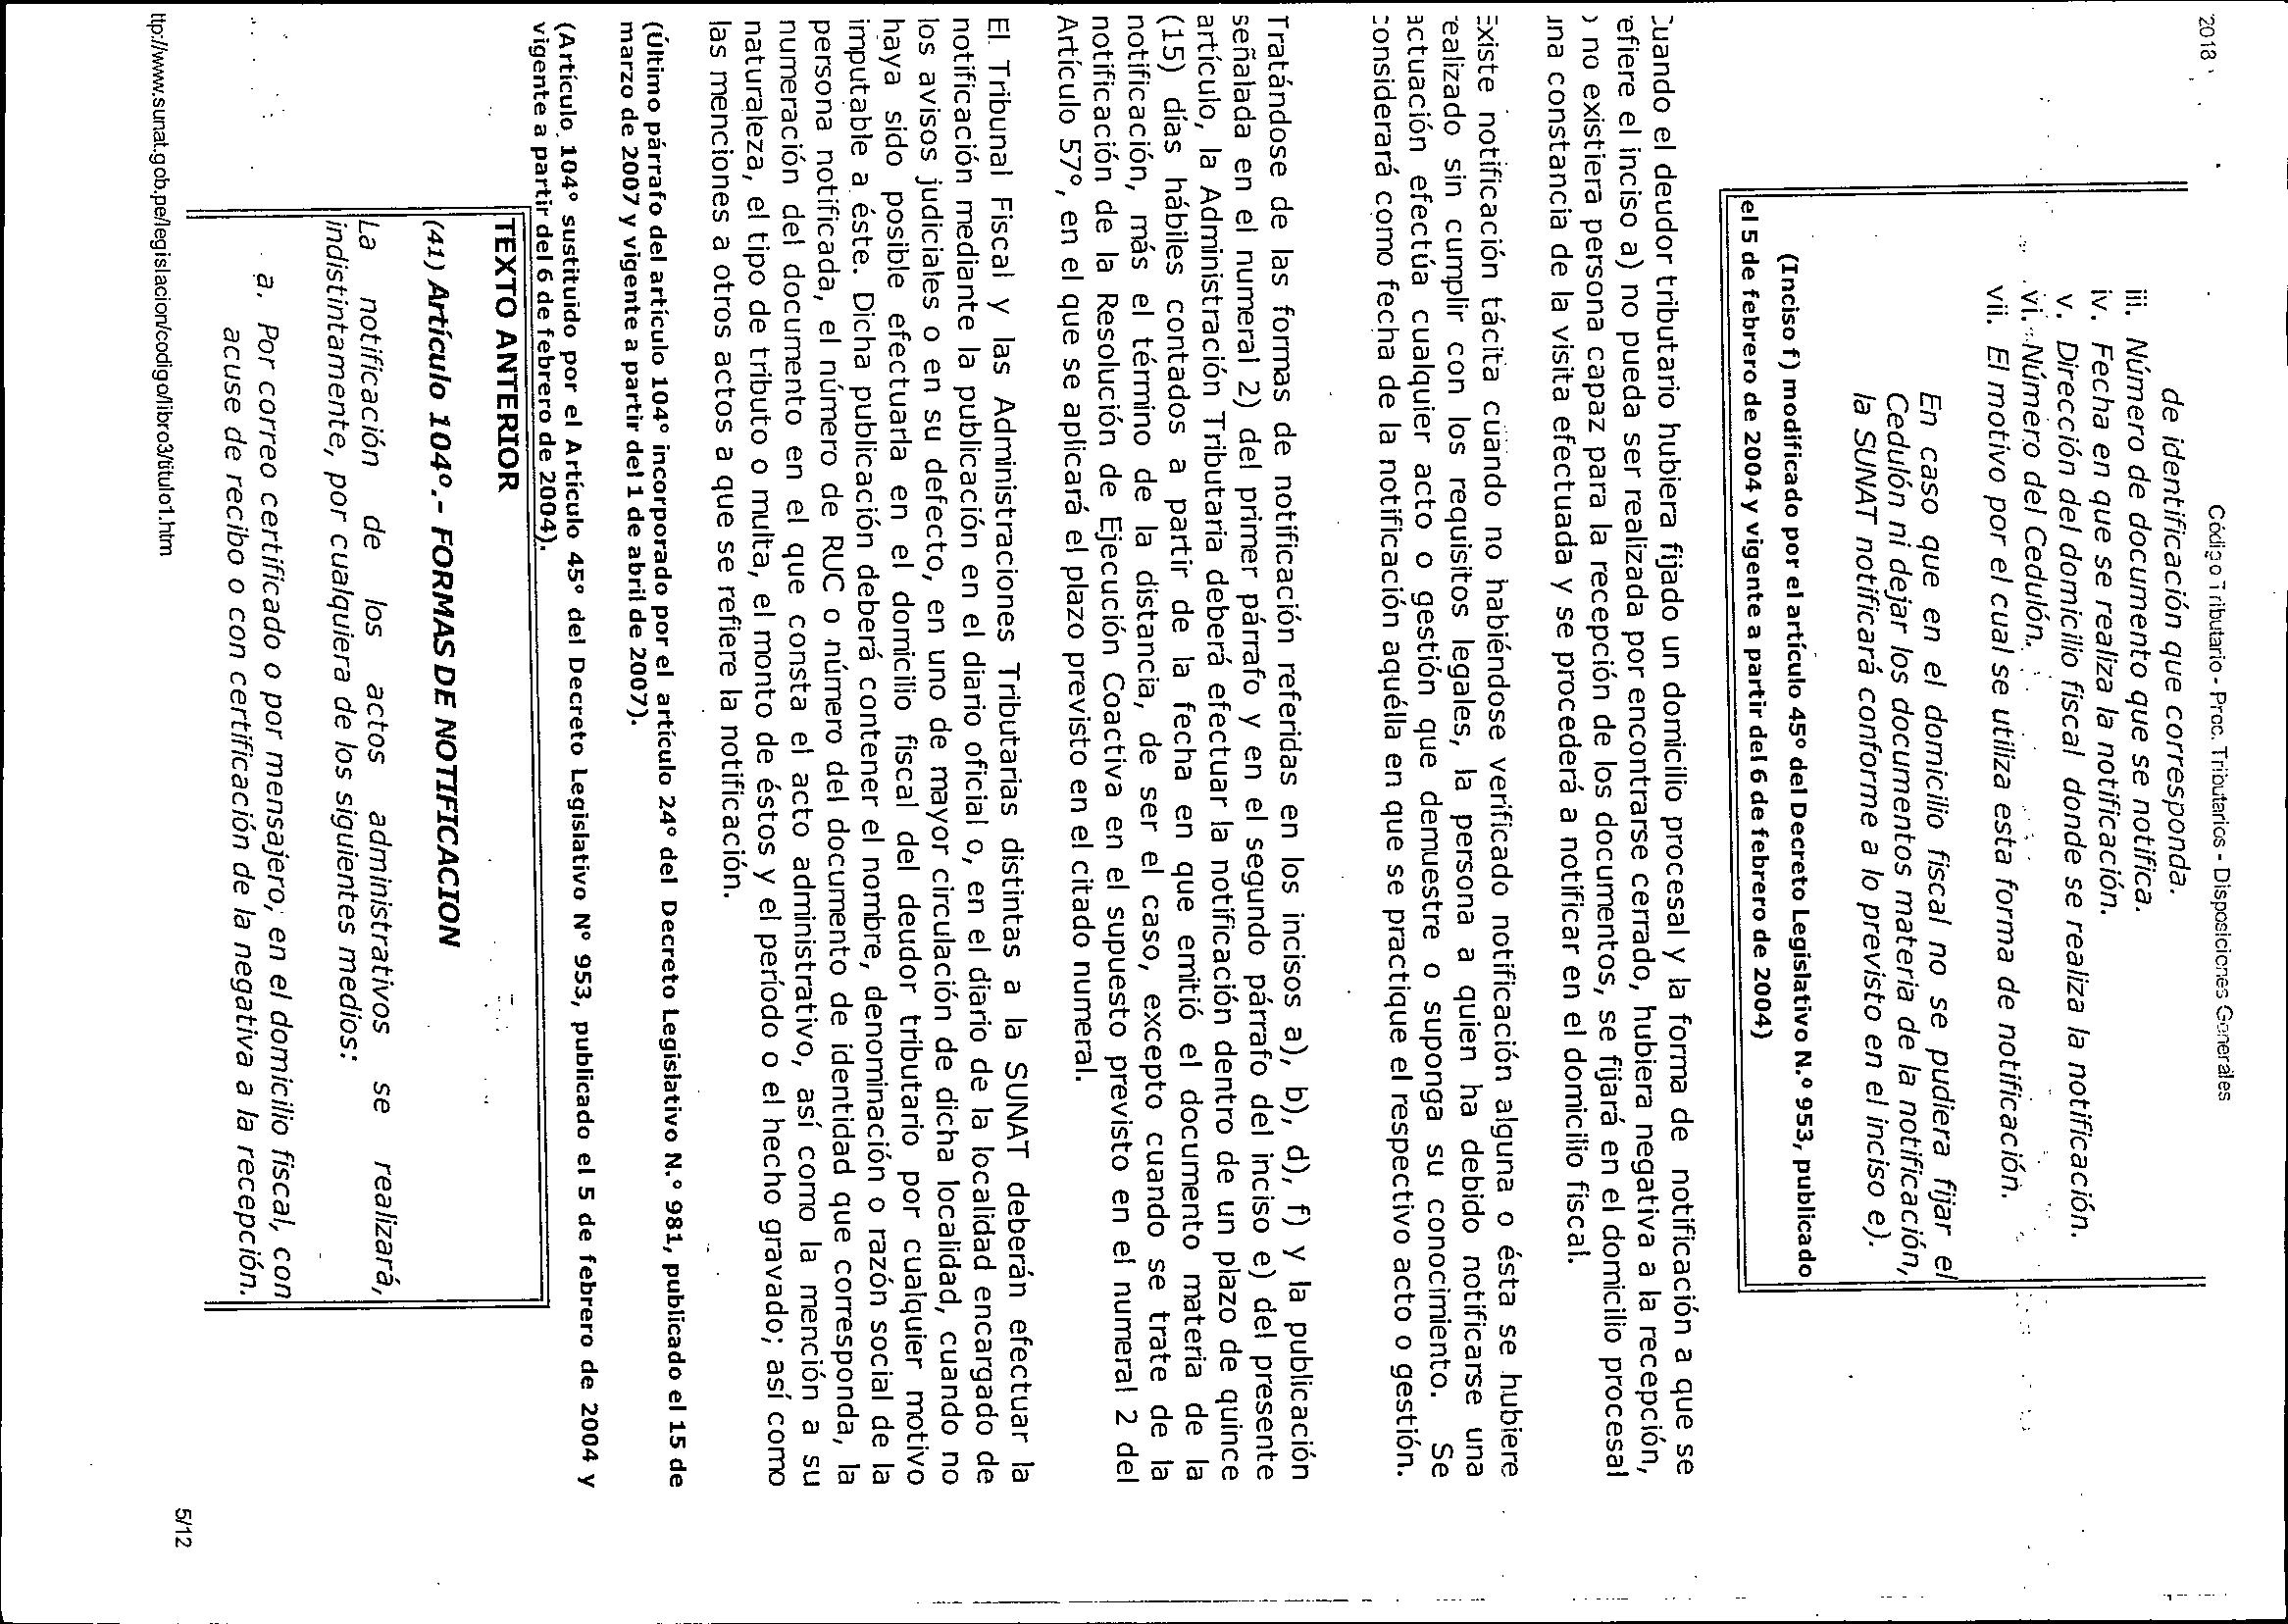 2018
Código Tributario - Proc. Tributarios - Disposiciones Generales
de identificación que corresponda.
iii. Número de documento que se notifica.
iv. Fecha en que se realiza la notificación.
v. Dirección del domicilio fiscal donde se realiza la notificación.
vi. Número del Cedulón.
vii. El motivo por el cual se utiliza esta forma de notificación.
En caso que en el domicilio fiscal no se pudiera fijar el
Cedulón ni dejar los documentos materia de la notificación,
la SUNAT notificará conforme a lo previsto en el inciso e).
(Inciso f) modificado por el artículo 45° del Decreto Legislativo N.° 953, publicado
el 5 de febrero de 2004 y vigente a partir del 6 de febrero de 2004)
Cuando el deudor tributario hubiera fijado un domicilio procesal y la forma de notificación a que se
refiere el inciso a) no pueda ser realizada por encontrarse cerrado, hubiera negativa a la recepción,
o no existiera persona capaz para la recepción de los documentos, se fijará en el domicilio procesal
una constancia de la visita efectuada y se procederá a notificar en el domicilio fiscal.
Existe notificación tácita cuando no habiéndose verificado notificación alguna o ésta se hubiere
realizado sin cumplir con los requisitos legales, la persona a quien ha debido notificarse una
actuación efectúa cualquier acto o gestión que demuestre o suponga su conocimiento. Se
considerará como fecha de la notificación aquélla en que se practique el respectivo acto o gestión.
Tratándose de las formas de notificación referidas en los incisos a), b), d), f) y la publicación
señalada en el numeral 2) del primer párrafo y en el segundo párrafo del inciso e) del presente
artículo, la Administración Tributaria deberá efectuar la notificación dentro de un plazo de quince
(15) días hábiles contados a partir de la fecha en que emitió el documento materia de la
notificación, más el término de la distancia, de ser el caso, excepto cuando se trate de la
notificación de la Resolución de Ejecución Coactiva en el supuesto previsto en el numeral 2 del
Artículo 57°, en el que se aplicará el plazo previsto en el citado numeral.
El Tribunal Fiscal y las Administraciones Tributarias distintas a la SUNAT deberán efectuar la
notificación mediante la publicación en el diario oficial o, en el diario de la localidad encargado de
los avisos judiciales o en su defecto, en uno de mayor circulación de dicha localidad, cuando no
haya sido posible efectuarla en el domicilio fiscal del deudor tributario por cualquier motivo
imputable a éste. Dicha publicación deberá contener el nombre, denominación o razón social de la
persona notificada, el número de RUC o número del documento de identidad que corresponda, la
numeración del documento en el que consta el acto administrativo, así como la mención a su
naturaleza, el tipo de tributo o multa, el monto de éstos y el período o el hecho gravado; así como
las menciones a otros actos a que se refiere la notificación.
(Último párrafo del artículo 104° incorporado por el artículo 24° del Decreto Legislativo N.° 981, publicado el 15 de
marzo de 2007 y vigente a partir del 1 de abril de 2007).
(Artículo 104° sustituido por el Artículo 45° del Decreto Legislativo N° 953, publicado el 5 de febrero de 2004 y
vigente a partir del 6 de febrero de 2004).
TEXTO ANTERIOR
(41) Artículo 104°.- FORMAS DE NOTIFICACION
La notificación de los actos administrativos se realizará,
indistintamente, por cualquiera de los siguientes medios:
a. Por correo certificado o por mensajero, en el domicilio fiscal, con
acuse de recibo o con certificación de la negativa a la recepción.
ttp://www.sunat.gob.pe/legislacion/codigo/libro3/titulo1.htm
5/12